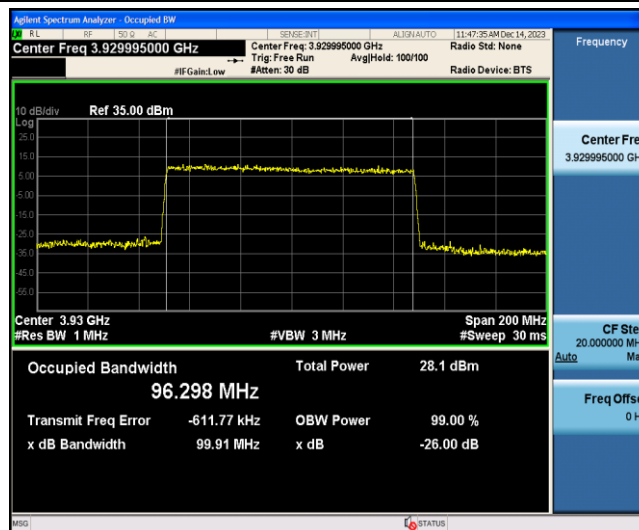 Agilent Spectrum Analyzer - Occupied BW
RL RF 50 Ω AC SENSE:INT ALIGN AUTO 11:47:35 AM Dec 14, 2023
Center Freq 3.929995000 GHz
Center Freq: 3.929995000 GHz
Radio Std: None
Trig: Free Run Avg|Hold: 100/100
#IFGain:Low #Atten: 30 dB Radio Device: BTS
Frequency
10 dB/div Ref 35.00 dBm
Log
25.0
15.0
5.00
-5.00
-15.0
-25.0
-35.0
-45.0
-55.0
Center Fre
3.929995000 GH
Center 3.93 GHz Span 200 MHz
#Res BW 1 MHz #VBW 3 MHz #Sweep 30 ms
CF Ste
20.000000 MH
Auto Ma
Occupied Bandwidth Total Power 28.1 dBm
96.298 MHz
Transmit Freq Error -611.77 kHz OBW Power 99.00 %
x dB Bandwidth 99.91 MHz x dB -26.00 dB
Freq Offs
0 H
MSG STATUS